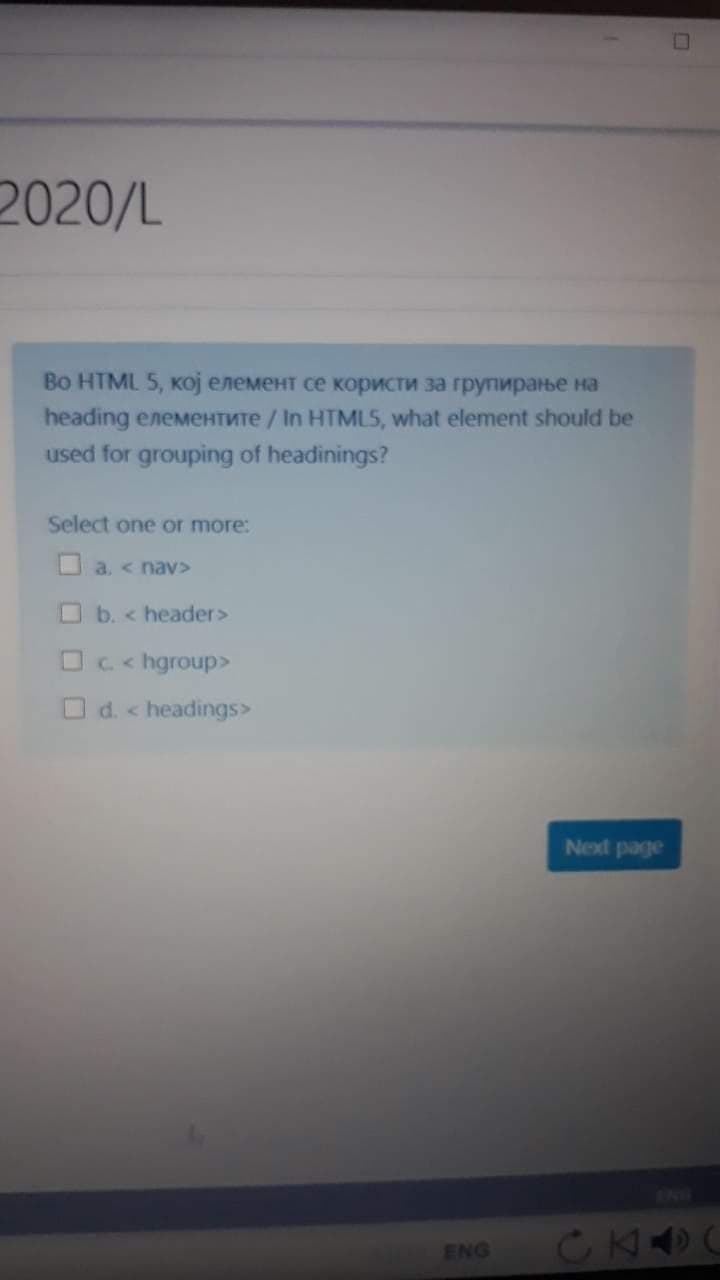 2020/L
Во HTML 5, кој елемент се користи за групирање на
heading елементите / In HTML5, what element should be
used for grouping of headinings?
Select one or more:
a. < nav>
b. < header>
c. < hgroup>
d. < headings>
Next page
ENG
ENG